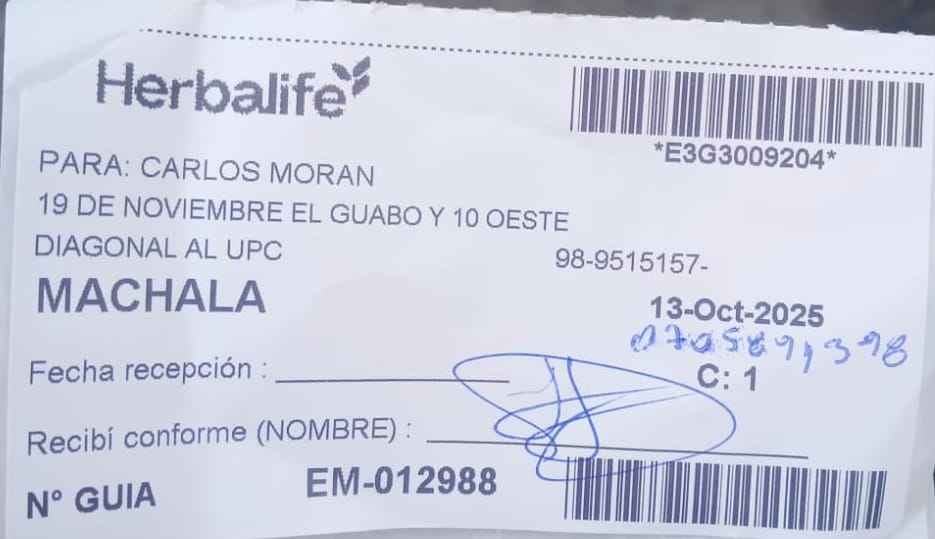 Herbalife
*E3G3009204*
PARA: CARLOS MORAN
19 DE NOVIEMBRE EL GUABO Y 10 OESTE
DIAGONAL AL UPC
98-9515157-
MACHALA
13-Oct-2025
Fecha recepción :
C: 1
Recibí conforme (NOMBRE) :
Nº GUIA
EM-012988